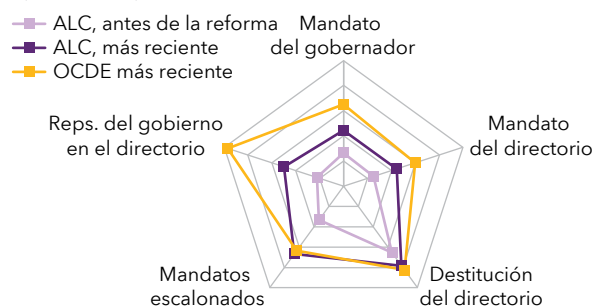 ALC, antes de la reforma
ALC, más reciente
OCDE más reciente
Mandato
del gobernador
Mandato
del directorio
Destitución
del directorio
Mandatos
escalonados
Reps. del gobierno
en el directorio